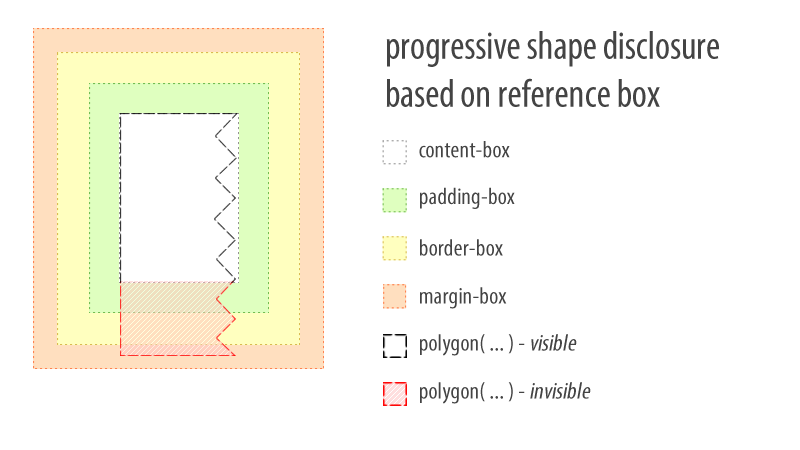 progressive shape disclosure
based on reference box
content-box
padding-box
border-box
margin-box
polygon( ... ) - visible
polygon( ... ) - invisible